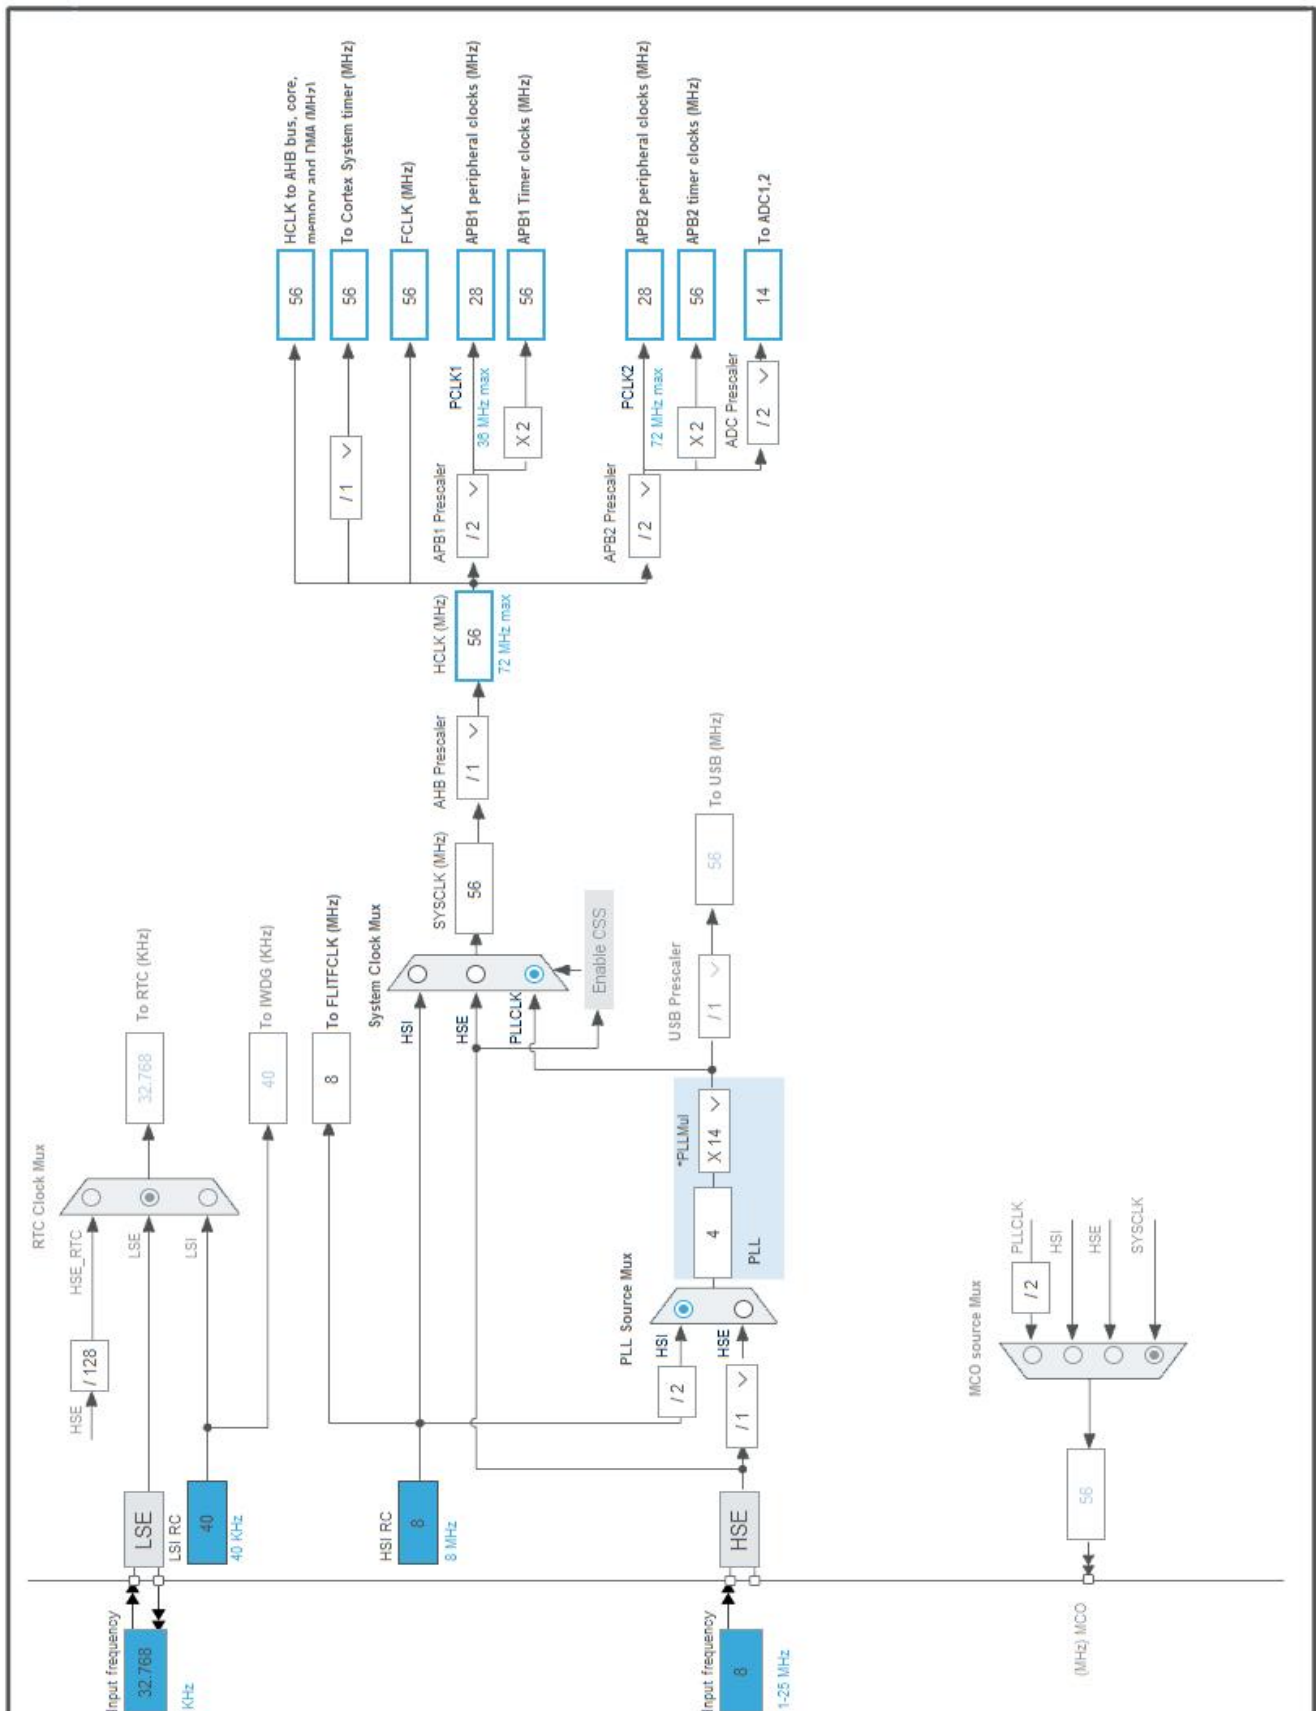 RTC Clock Mux
HSE
/ 128
HSE_RTC
LSE
LSI
32.768
To RTC (KHz)
Input frequency
32.768
KHz
LSE
LSI RC
40
40 KHz
40
To IWDG (KHz)
8
To FLITFCLK (MHz)
HSI RC
8
8 MHz
System Clock Mux
HSI
HSE
PLLCLK
Enable CSS
SYSCLK (MHz)
56
AHB Prescaler
/ 1
HCLK (MHz)
56
72 MHz max
56
HCLK to AHB bus, core,
memory and DMA (MHz)
/ 1
56
To Cortex System timer (MHz)
56
FCLK (MHz)
APB1 Prescaler
/ 2
PCLK1
36 MHz max
28
APB1 peripheral clocks (MHz)
X 2
56
APB1 Timer clocks (MHz)
APB2 Prescaler
/ 2
PCLK2
72 MHz max
28
APB2 peripheral clocks (MHz)
X 2
56
APB2 timer clocks (MHz)
ADC Prescaler
/ 2
14
To ADC1,2
PLL Source Mux
/ 2
HSI
HSE
/ 1
4
*PLLMul
X 14
PLL
USB Prescaler
/ 1
56
To USB (MHz)
Input frequency
8
1-25 MHz
HSE
MCO source Mux
PLLCLK
/ 2
HSI
HSE
SYSCLK
56
(MHz) MCO